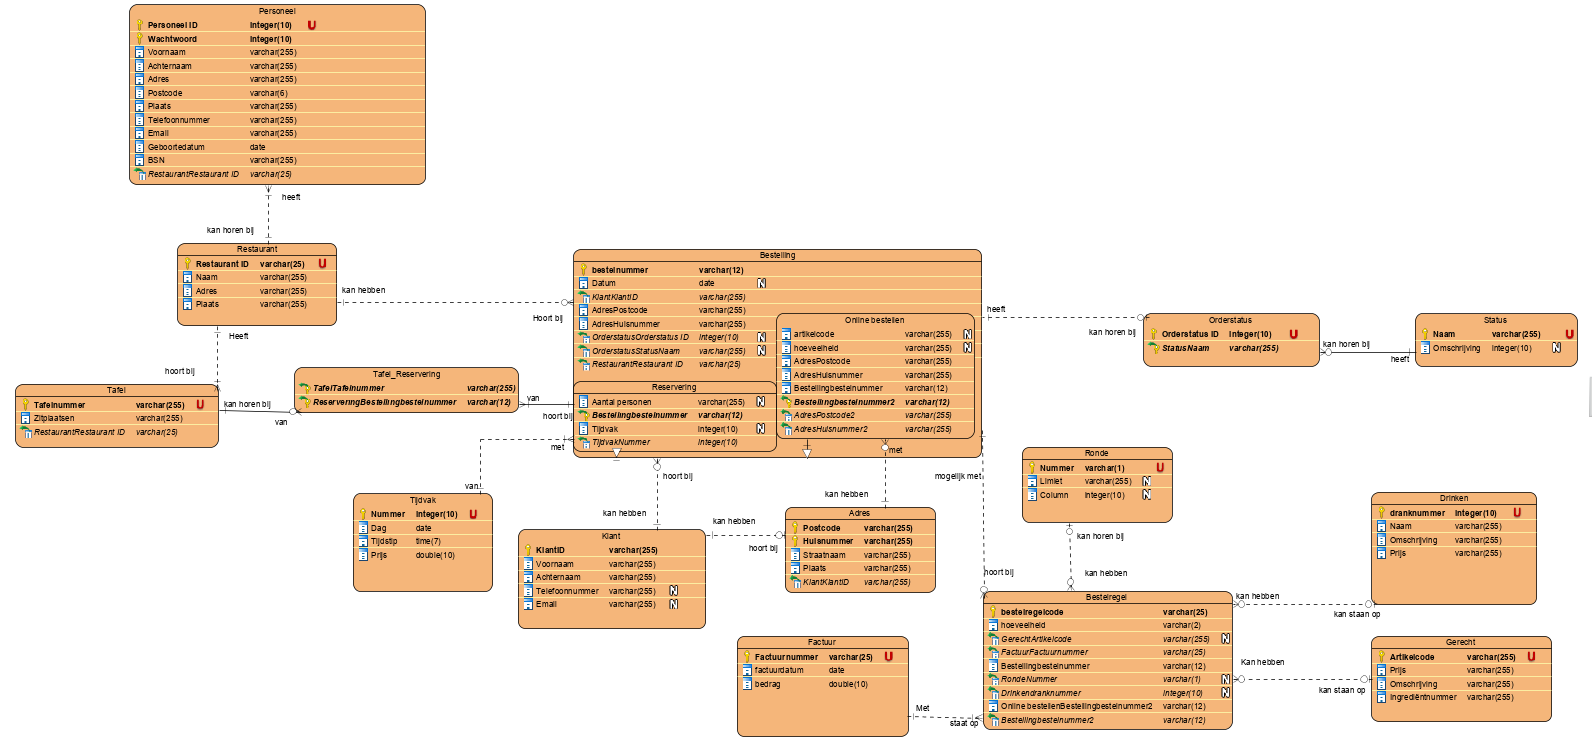 Personeel
Personeel ID integer(10) U
Wachtwoord integer(10)
Voornaam varchar(255)
Achternaam varchar(255)
Adres varchar(255)
Postcode varchar(6)
Plaats varchar(255)
Telefoonnummer varchar(255)
Email varchar(255)
Geboortedatum date
BSN varchar(255)
RestaurantRestaurant ID varchar(25)
heeft
kan horen bij
Restaurant
Restaurant ID varchar(25) U
Naam varchar(255)
Adres varchar(255)
Plaats varchar(255)
kan hebben
Hoort bij
Heeft
hoort bij
Tafel
Tafelnummer varchar(255) U
Zitplaatsen varchar(255)
RestaurantRestaurant ID varchar(25)
kan horen bij
van
Tafel_Reservering
TafelTafelnummer varchar(255)
ReserveringBestellingbestelnummer varchar(12)
van
hoort bij
Bestelling
bestelnummer varchar(12)
Datum date N
KlantKlantID varchar(255)
AdresPostcode varchar(255)
AdresHuisnummer varchar(255)
OrderstatusOrderstatus ID integer(10) N
OrderstatusStatusNaam varchar(255) N
RestaurantRestaurant ID varchar(25)
Reservering
Aantal personen varchar(255) N
Bestellingbestelnummer varchar(12)
Tijdvak integer(10) N
TijdvakNummer integer(10)
Online bestellen
artikelcode varchar(255) N
hoeveelheid varchar(255) N
AdresPostcode varchar(255)
AdresHuisnummer varchar(255)
Bestellingbestelnummer varchar(12)
Bestellingbestelnummer2 varchar(12)
AdresPostcode2 varchar(255)
AdresHuisnummer2 varchar(255)
heeft
kan horen bij
Orderstatus
Orderstatus ID integer(10) U
StatusNaam varchar(255)
kan horen bij
heeft
Status
Naam varchar(255) U
Omschrijving integer(10) N
met
van
Tijdvak
Nummer integer(10) U
Dag date
Tijdstip time(7)
Prijs double(10)
hoort bij
kan hebben
Klant
KlantID varchar(255)
Voornaam varchar(255)
Achternaam varchar(255)
Telefoonnummer varchar(255) N
Email varchar(255) N
kan hebben
hoort bij
met
kan hebben
Adres
Postcode varchar(255)
Huisnummer varchar(255)
Straatnaam varchar(255)
Plaats varchar(255)
KlantKlantID varchar(255)
mogelijk met
hoort bij
Ronde
Nummer varchar(1) U
Limiet varchar(255) N
Column integer(10) N
kan horen bij
kan hebben
Bestelregel
bestelregelcode varchar(25)
hoeveelheid varchar(2)
GerechtArtikelcode varchar(255) N
FactuurFactuurnummer varchar(25)
Bestellingbestelnummer varchar(12)
RondeNummer varchar(1) N
Drinkendranknummer integer(10) N
Online bestellenBestellingbestelnummer2 varchar(12)
Bestellingbestelnummer2 varchar(12)
Drinken
dranknummer integer(10) U
Naam varchar(255)
Omschrijving varchar(255)
Prijs varchar(255)
kan hebben
kan staan op
Gerecht
Artikelcode varchar(255) U
Prijs varchar(255)
Omschrijving varchar(255)
Ingrediëntnummer varchar(255)
Kan hebben
kan staan op
Factuur
Factuurnummer varchar(25) U
factuurdatum date
bedrag double(10)
Met
staat op